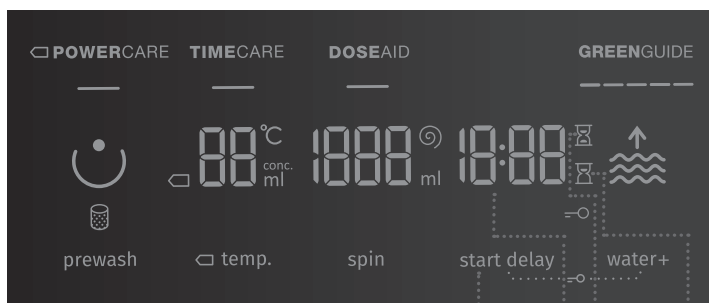 POWERCARE TIMECARE DOSEAID GREENGUIDE
88 °C conc. ml 1888 ml 18:88
prewash temp. spin start delay water+